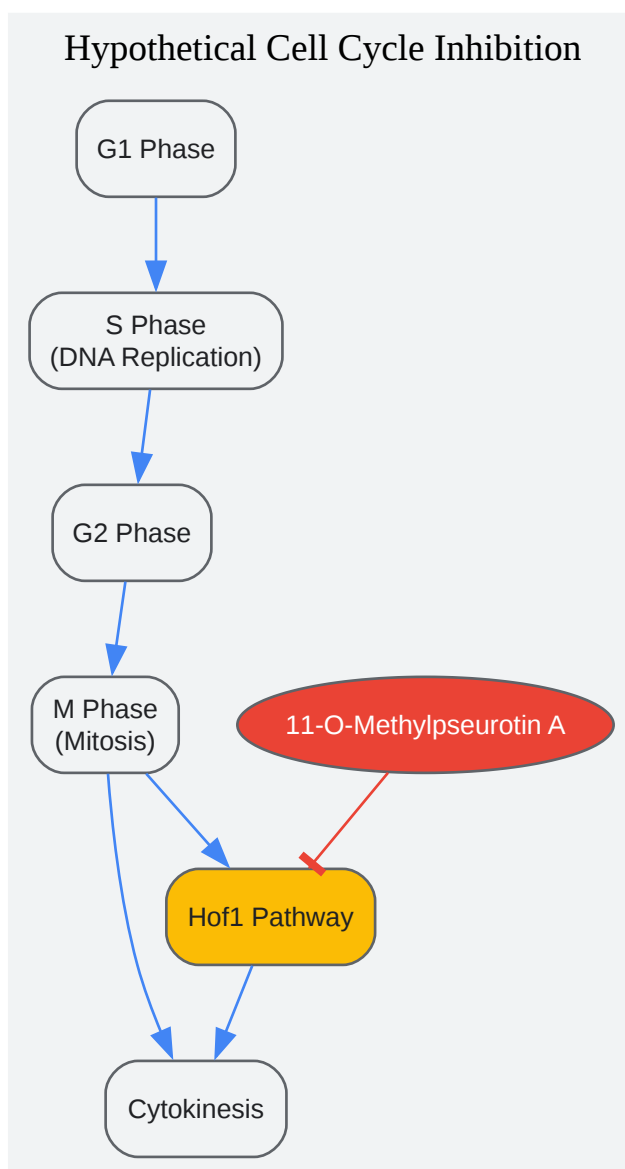 Hypothetical Cell Cycle Inhibition
G1 Phase
S Phase
(DNA Replication)
G2 Phase
M Phase
(Mitosis)
11-O-Methylpseurotin A
Hof1 Pathway
Cytokinesis